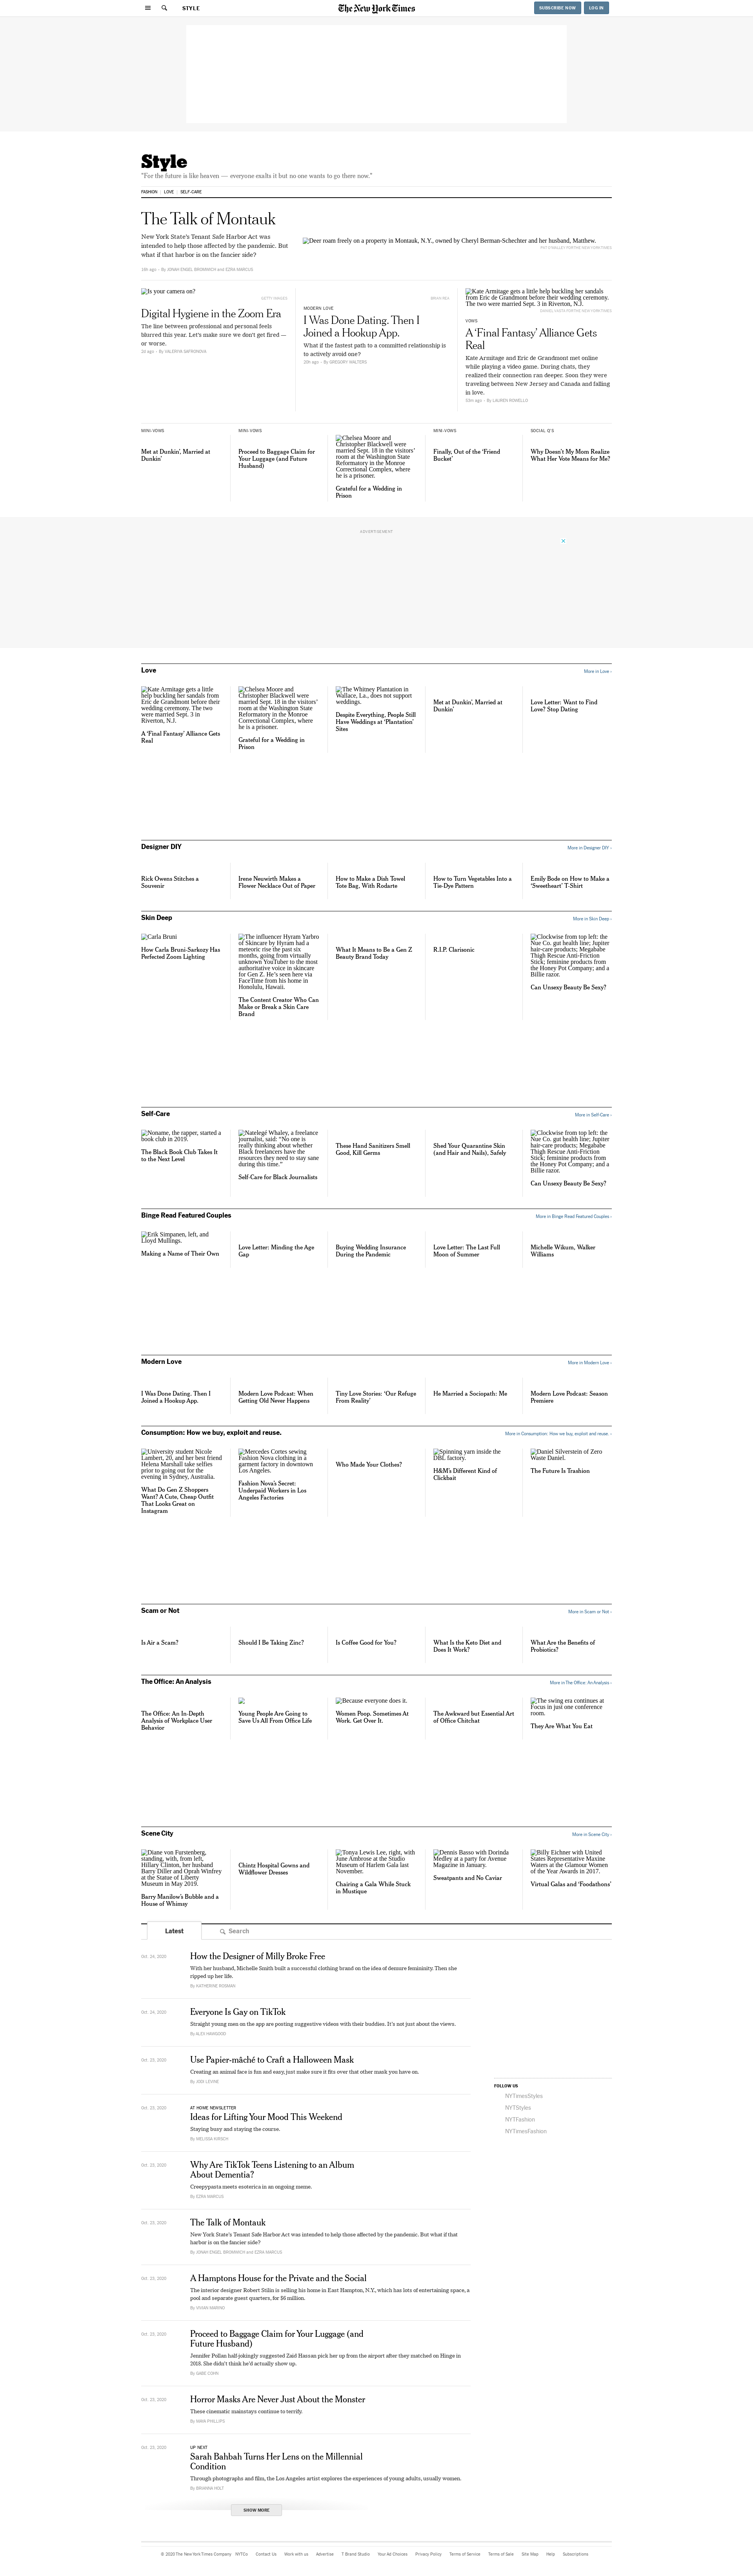 STYLE
The New York Times
SUBSCRIBE NOW
LOG IN
Style
“For the future is like heaven — everyone exalts it but no one wants to go there now.”
FASHION
LOVE
SELF-CARE
The Talk of Montauk
New York State’s Tenant Safe Harbor Act was
intended to help those affected by the pandemic. But
what if that harbor is on the fancier side?
19h ago · By JONAH ENGEL BROMWICH and EZRA MARCUS
Deer roam freely on a property in Montauk, N.Y., owned by Cheryl Berman-Schechter and her husband, Matthew.
PAT O’MALLEY FOR THE NEW YORK TIMES
Is your camera on?
GETTY IMAGES
Digital Hygiene in the Zoom Era
The line between professional and personal feels
blurred this year. Let’s make sure we don’t get fired —
or worse.
2d ago · By VALERIYA SAFRONOVA
BRIAN REA
MODERN LOVE
I Was Done Dating. Then I
Joined a Hookup App.
What if the fastest path to a committed relationship is
to actively avoid one?
20h ago · By GREGORY WALTERS
Kate Armitage gets a little help buckling her sandals
from Eric de Grandmont before their wedding ceremony.
The two were married Sept. 3 in Riverton, N.J.
VOWS
A ‘Final Fantasy’ Alliance Gets
Real
Kate Armitage and Eric de Grandmont met online
while playing a video game. During chats, they
realized their connection ran deeper. Soon they were
traveling between New Jersey and Canada and falling
in love.
By LAUREN ROWELLO
MINI-VOWS
Met at Dunkin’, Married at
Dunkin’
MINI-VOWS
Proceed to Baggage Claim for
Your Luggage (and Future
Husband)
Chelsea Moore and
Christopher Blackwell were
married Sept. 18 in the visitors’
room at the Washington State
Reformatory in the Monroe
Correctional Complex, where
he is a prisoner.
Grateful for a Wedding in
Prison
MINI-VOWS
Finally, Out of the ‘Friend
Bucket’
SOCIAL Q’S
Why Doesn’t My Mom Realize
What Her Vote Means for Me?
ADVERTISEMENT
Love
More in Love ›
Kate Armitage gets a little
help buckling her sandals
from Eric de Grandmont before
their wedding ceremony. The
two were married Sept. 3 in
Riverton, N.J.
A ‘Final Fantasy’ Alliance Gets
Real
Chelsea Moore and
Christopher Blackwell were
married Sept. 18 in the visitors’
room at the Washington State
Reformatory in the Monroe
Correctional Complex, where
he is a prisoner.
Grateful for a Wedding in
Prison
The Whitney Plantation in
Wallace, La., does not support
weddings.
Despite Everything, People Still
Have Weddings at ‘Plantation’
Sites
Met at Dunkin’, Married at
Dunkin’
Love Letter: Want to Find
Love? Stop Dating
Designer DIY
More in Designer DIY ›
Rick Owens Stitches a
Souvenir
Irene Neuwirth Makes a
Flower Necklace Out of Paper
How to Make a Dish Towel
Tote Bag, With Rodarte
How to Turn Vegetables Into a
Tie-Dye Pattern
Emily Bode on How to Make a
‘Sweetheart’ T-Shirt
Skin Deep
More in Skin Deep ›
Carla Bruni
How Carla Bruni-Sarkozy Has
Perfected Zoom Lighting
The influencer Hyram Yarbro
of Skincare by Hyram had a
meteoric rise the past six
months, going from virtually
unknown YouTuber to the most
authoritative voice in skincare
for Gen Z. He’s seen here via
FaceTime from his home in
Honolulu, Hawaii.
The Content Creator Who Can
Make or Break a Skin Care
Brand
What It Means to Be a Gen Z
Beauty Brand Today
R.I.P. Clarisonic
Clockwise from top left: the
Nue Co. gut health line; Jupiter
hair-care products; Megababe
Thigh Rescue Anti-Friction
Stick; feminine products from
the Honey Pot Company; and a
Billie razor.
Can Unsexy Beauty Be Sexy?
Self-Care
More in Self-Care ›
Noname, the rapper, started a
book club in 2019.
The Black Book Club Takes It
to the Next Level
Natelegé Whaley, a freelance
journalist, said: “No one is
really thinking about whether
Black freelancers have the
resources they need to stay sane
during this time.”
Self-Care for Black Journalists
These Hand Sanitizers Smell
Good, Kill Germs
Shed Your Quarantine Skin
(and Hair and Nails), Safely
Clockwise from top left: the
Nue Co. gut health line; Jupiter
hair-care products; Megababe
Thigh Rescue Anti-Friction
Stick; feminine products from
the Honey Pot Company; and a
Billie razor.
Can Unsexy Beauty Be Sexy?
Binge Read Featured Couples
More in Binge Read Featured Couples ›
Erik Simpanen, left, and
Lloyd Mullings.
Making a Name of Their Own
Love Letter: Minding the Age
Gap
Buying Wedding Insurance
During the Pandemic
Love Letter: The Last Full
Moon of Summer
Michelle Wikum, Walker
Williams
Modern Love
More in Modern Love ›
I Was Done Dating. Then I
Joined a Hookup App.
Modern Love Podcast: When
Getting Old Never Happens
Tiny Love Stories: ‘Our Refuge
From Reality’
He Married a Sociopath: Me
Modern Love Podcast: Season
Premiere
Consumption: How we buy, exploit and reuse.
More in Consumption: How we buy, exploit and reuse. ›
University student Nicole
Lambert, 20, and her best friend
Helena Marshall take selfies
prior to going out for the
evening in Sydney, Australia.
What Do Gen Z Shoppers
Want? A Cute, Cheap Outfit
That Looks Great on
Instagram
Mercedes Cortes sewing
Fashion Nova clothing in a
garment factory in downtown
Los Angeles.
Fashion Nova’s Secret:
Underpaid Workers in Los
Angeles Factories
Who Made Your Clothes?
Spinning yarn inside the
DBL factory.
H&M’s Different Kind of
Clickbait
Daniel Silverstein of Zero
Waste Daniel.
The Future Is Trashion
Scam or Not
More in Scam or Not ›
Is Air a Scam?
Should I Be Taking Zinc?
Is Coffee Good for You?
What Is the Keto Diet and
Does It Work?
What Are the Benefits of
Probiotics?
The Office: An Analysis
More in The Office: An Analysis ›
The Office: An In-Depth
Analysis of Workplace User
Behavior
Young People Are Going to
Save Us All From Office Life
Because everyone does it.
Women Poop. Sometimes At
Work. Get Over It.
The Awkward but Essential Art
of Office Chitchat
The swing era continues at
Focus in just one conference
room.
They Are What You Eat
Scene City
More in Scene City ›
Diane von Furstenberg,
standing, with, from left,
Hillary Clinton, her husband
Barry Diller and Oprah Winfrey
at the Statue of Liberty
Museum in May 2019.
Barry Manilow’s Bubble and a
House of Whimsy
Chintz Hospital Gowns and
Wildflower Dresses
Tonya Lewis Lee, right, with
June Ambrose at the Studio
Museum of Harlem Gala last
November.
Chairing a Gala While Stuck
in Mustique
Dennis Basso with Dorinda
Medley at a party for Avenue
Magazine in January.
Sweatpants and No Caviar
Billy Eichner with United
States Representative Maxine
Waters at the Glamour Women
of the Year Awards in 2017.
Virtual Galas and ‘Foodathons’
Latest
Search
Oct. 24, 2020
How the Designer of Milly Broke Free
With her husband, Michelle Smith built a successful clothing brand on the idea of demure femininity. Then she
ripped up her life.
By KATHERINE ROSMAN
Oct. 24, 2020
Everyone Is Gay on TikTok
Straight young men on the app are posting suggestive videos with their buddies. It’s not just about the views.
By ALEX HAWGOOD
Oct. 23, 2020
Use Papier-mâché to Craft a Halloween Mask
Creating an animal face is fun and easy, just make sure it fits over that other mask you have on.
By JODI LEVINE
Oct. 23, 2020
AT HOME NEWSLETTER
Ideas for Lifting Your Mood This Weekend
Staying busy and staying the course.
By MELISSA KIRSCH
Oct. 23, 2020
Why Are TikTok Teens Listening to an Album
About Dementia?
Creepypasta meets esoterica in an ongoing meme.
By EZRA MARCUS
Oct. 23, 2020
The Talk of Montauk
New York State’s Tenant Safe Harbor Act was intended to help those affected by the pandemic. But what if that
harbor is on the fancier side?
By JONAH ENGEL BROMWICH and EZRA MARCUS
Oct. 23, 2020
A Hamptons House for the Private and the Social
The interior designer Robert Stilin is selling his home in East Hampton, N.Y., which has lots of entertaining space, a
pool and separate guest quarters, for $6 million.
By VIVIAN MARINO
Oct. 23, 2020
Proceed to Baggage Claim for Your Luggage (and
Future Husband)
Jennifer Pollan half-jokingly suggested Zaid Hassan pick her up from the airport after they matched on Hinge in
2018. She didn’t think he’d actually show up.
By GABE COHN
Oct. 23, 2020
Horror Masks Are Never Just About the Monster
These cinematic mainstays continue to terrify.
By MAYA PHILLIPS
Oct. 23, 2020
UP NEXT
Sarah Bahbah Turns Her Lens on the Millennial
Condition
Through photographs and film, the Los Angeles artist explores the experiences of young adults, usually women.
By BRIANNA HOLT
SHOW MORE
FOLLOW US
NYTimesStyles
NYTStyles
NYTFashion
NYTimesFashion
© 2020 The New York Times Company
NYTCo
Contact Us
Work with us
Advertise
T Brand Studio
Your Ad Choices
Privacy Policy
Terms of Service
Terms of Sale
Site Map
Help
Subscriptions